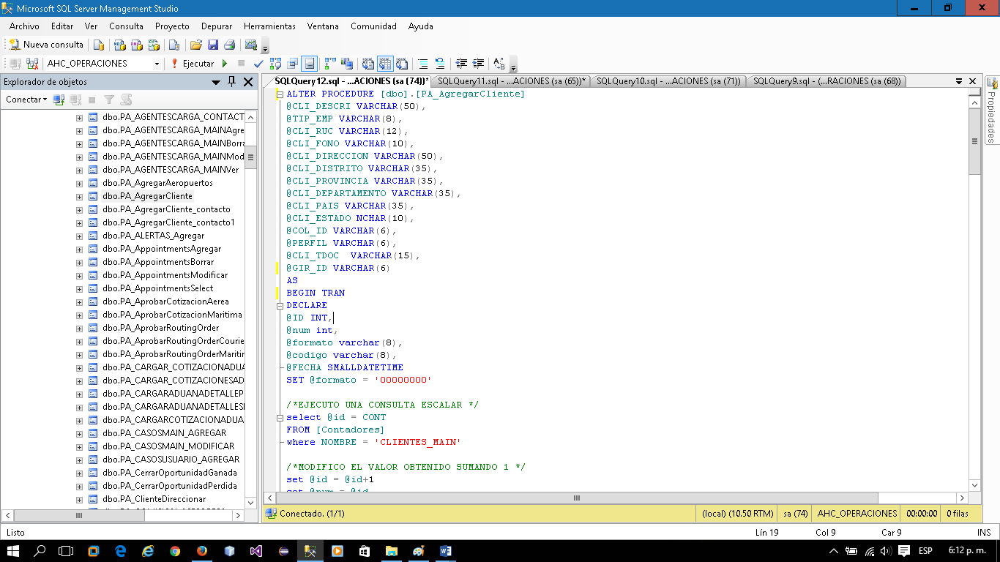 Microsoft SQL Server Management Studio
Archivo Editar Ver Consulta Proyecto Depurar Herramientas Ventana Comunidad Ayuda
Nueva consulta
AHC_OPERACIONES Ejecutar
Explorador de objetos
Conectar
dbo.PA_AGENTESCARGA_CONTACT
dbo.PA_AGENTESCARGA_MAINAgre
dbo.PA_AGENTESCARGA_MAINBorra
dbo.PA_AGENTESCARGA_MAINMod
dbo.PA_AGENTESCARGA_MAINVer
dbo.PA_AgregarAeropuertos
dbo.PA_AgregarCliente
dbo.PA_AgregarCliente_contacto
dbo.PA_AgregarCliente_contacto1
dbo.PA_ALERTAS_Agregar
dbo.PA_AppointmentsAgregar
dbo.PA_AppointmentsBorrar
dbo.PA_AppointmentsModificar
dbo.PA_AppointmentsSelect
dbo.PA_AprobarCotizacionAerea
dbo.PA_AprobarCotizacionMaritima
dbo.PA_AprobarRoutingOrder
dbo.PA_AprobarRoutingOrderCourie
dbo.PA_AprobarRoutingOrderMaritin
dbo.PA_CARGAR_COTIZACIONADUA
dbo.PA_CARGAR_COTIZACIONESAD
dbo.PA_CARGARADUANADETALLEP
dbo.PA_CARGARADUANADETALLES
dbo.PA_CARGARCOTIZACIONADUA
dbo.PA_CASOSMAIN_AGREGAR
dbo.PA_CASOSMAIN_MODIFICAR
dbo.PA_CASOSUSUARIO_AGREGAR
dbo.PA_CerrarOportunidadGanada
dbo.PA_CerrarOportunidadPerdida
dbo.PA_ClienteDireccionar
SQLQuery12.sql - ...ACIONES (sa (74))* SQLQuery11.sql - ...ACIONES (sa (65))* SQLQuery10.sql - ...ACIONES (sa (71)) SQLQuery9.sql - (...RACIONES (sa (68))
ALTER PROCEDURE [dbo].[PA_AgregarCliente]
@CLI_DESCRI VARCHAR(50),
@TIP_EMP VARCHAR(8),
@CLI_RUC VARCHAR(12),
@CLI_FONO VARCHAR(10),
@CLI_DIRECCION VARCHAR(50),
@CLI_DISTRITO VARCHAR(35),
@CLI_PROVINCIA VARCHAR(35),
@CLI_DEPARTAMENTO VARCHAR(35),
@CLI_PAIS VARCHAR(35),
@CLI_ESTADO NCHAR(10),
@COL_ID VARCHAR(6),
@PERFIL VARCHAR(6),
@CLI_TDOC  VARCHAR(15),
@GIR_ID VARCHAR(6)
AS
BEGIN TRAN
DECLARE
@ID INT,
@num int,
@formato varchar(8),
@codigo varchar(8),
@FECHA SMALLDATETIME
SET @formato = '00000000'
/*EJECUTO UNA CONSULTA ESCALAR */
select @id = CONT
FROM [Contadores]
where NOMBRE = 'CLIENTES_MAIN'
/*MODIFICO EL VALOR OBTENIDO SUMANDO 1 */
set @id = @id+1
set @num = @id
Propiedades
Conectado. (1/1) (local) (10.50 RTM) sa (74) AHC_OPERACIONES 00:00:00 0 filas
Listo Lín 19 Col 9 Car 9 INS
ESP 6:12 p. m.